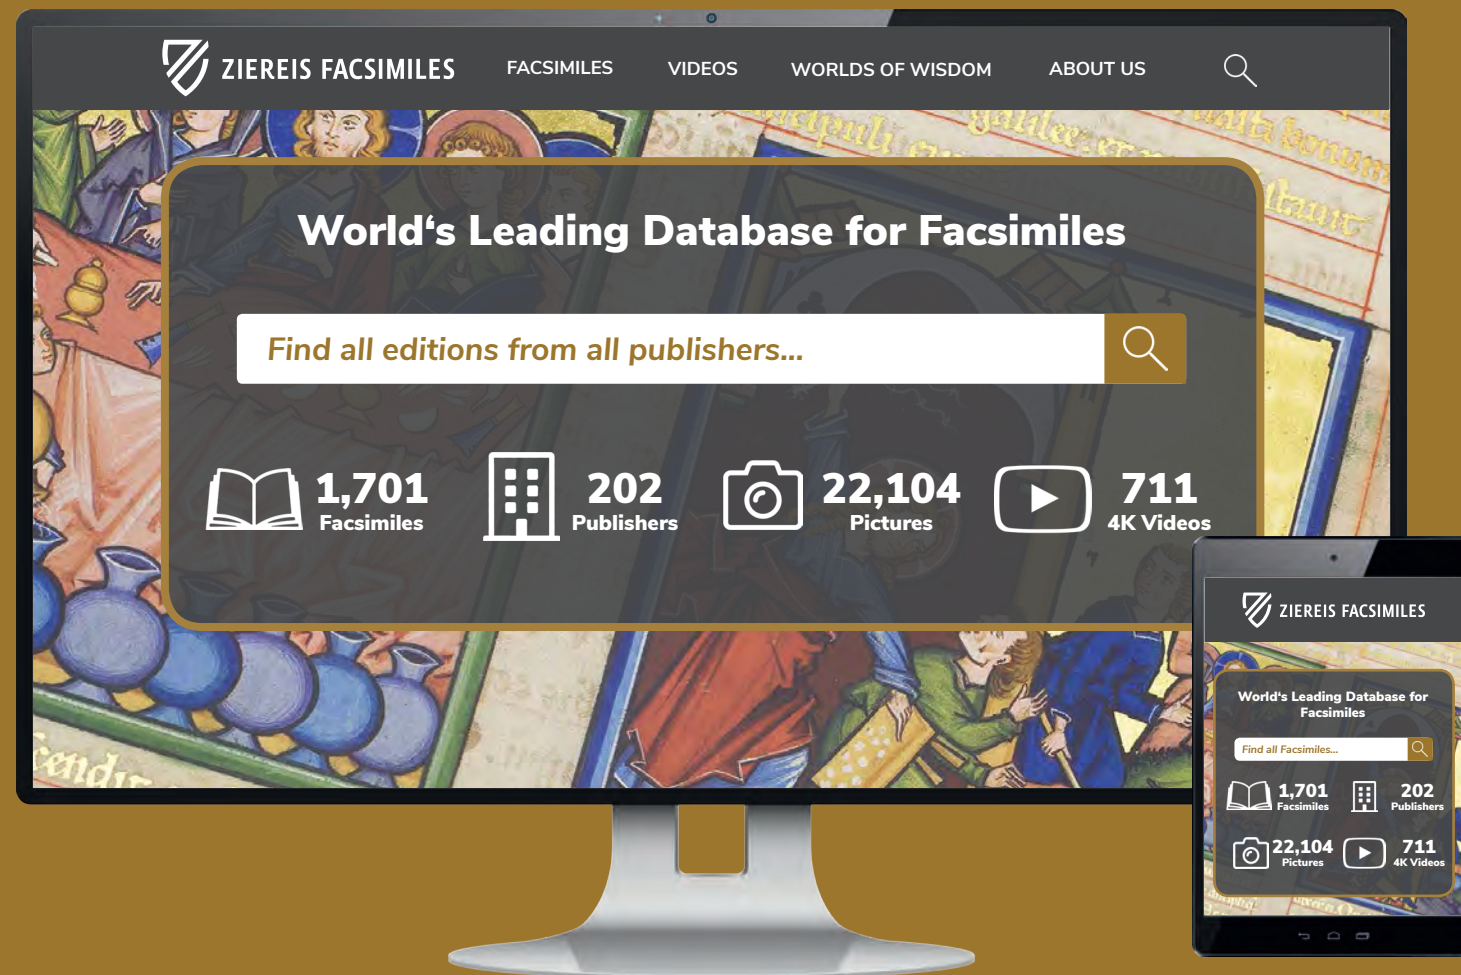 ZIEREIS FACSIMILES
FACSIMILES
VIDEOS
WORLDS OF WISDOM
ABOUT US
World‘s Leading Database for Facsimiles
Find all editions from all publishers...
1,701
Facsimiles
202
Publishers
22,104
Pictures
711
4K Videos
ZIEREIS FACSIMILES
World‘s Leading Database for
Facsimiles
Find all Facsimiles...
1,701
Facsimiles
202
Publishers
22,104
Pictures
711
4K Videos